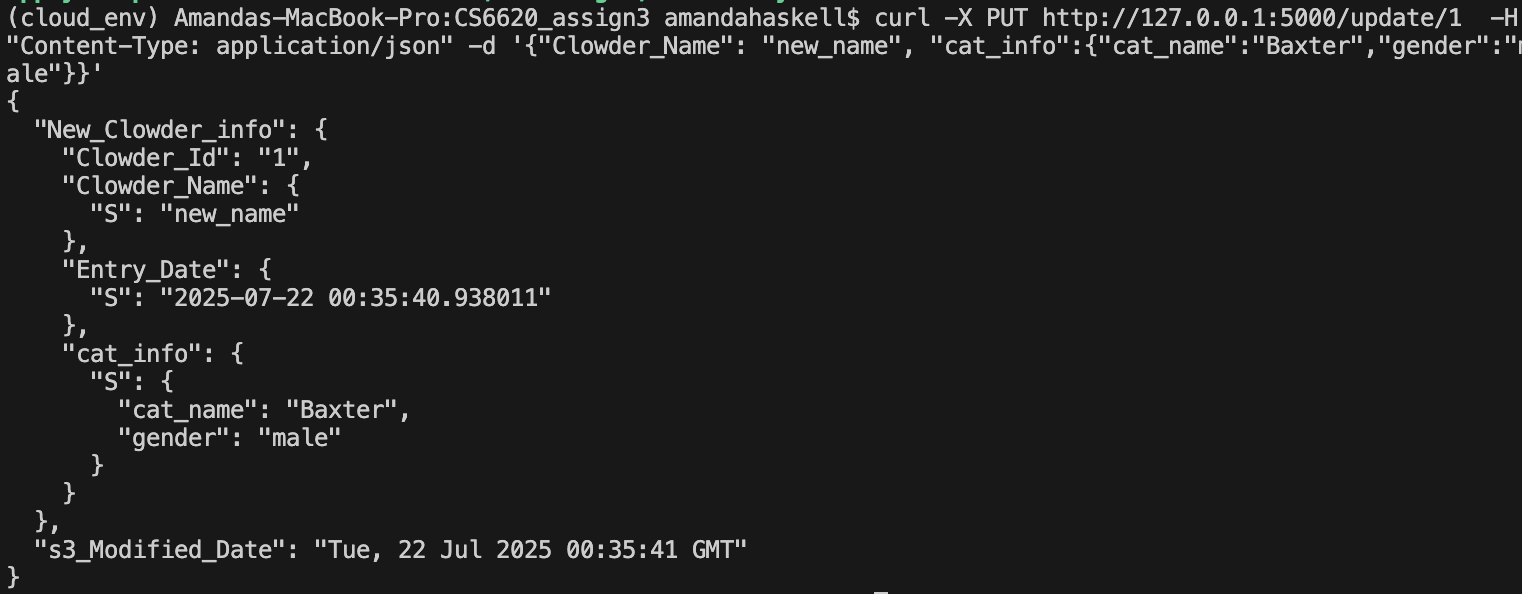 (cloud_env) Amandas-MacBook-Pro:CS6620_assign3 amandahaskell$ curl -X PUT http://127.0.0.1:5000/update/1  -H
"Content-Type: application/json" -d '{"Clowder_Name": "new_name", "cat_info":{"cat_name":"Baxter","gender":"m
ale"}}'
{
  "New_Clowder_info": {
    "Clowder_Id": "1",
    "Clowder_Name": {
      "S": "new_name"
    },
    "Entry_Date": {
      "S": "2025-07-22 00:35:40.938011"
    },
    "cat_info": {
      "S": {
        "cat_name": "Baxter",
        "gender": "male"
      }
    }
  },
  "s3_Modified_Date": "Tue, 22 Jul 2025 00:35:41 GMT"
}